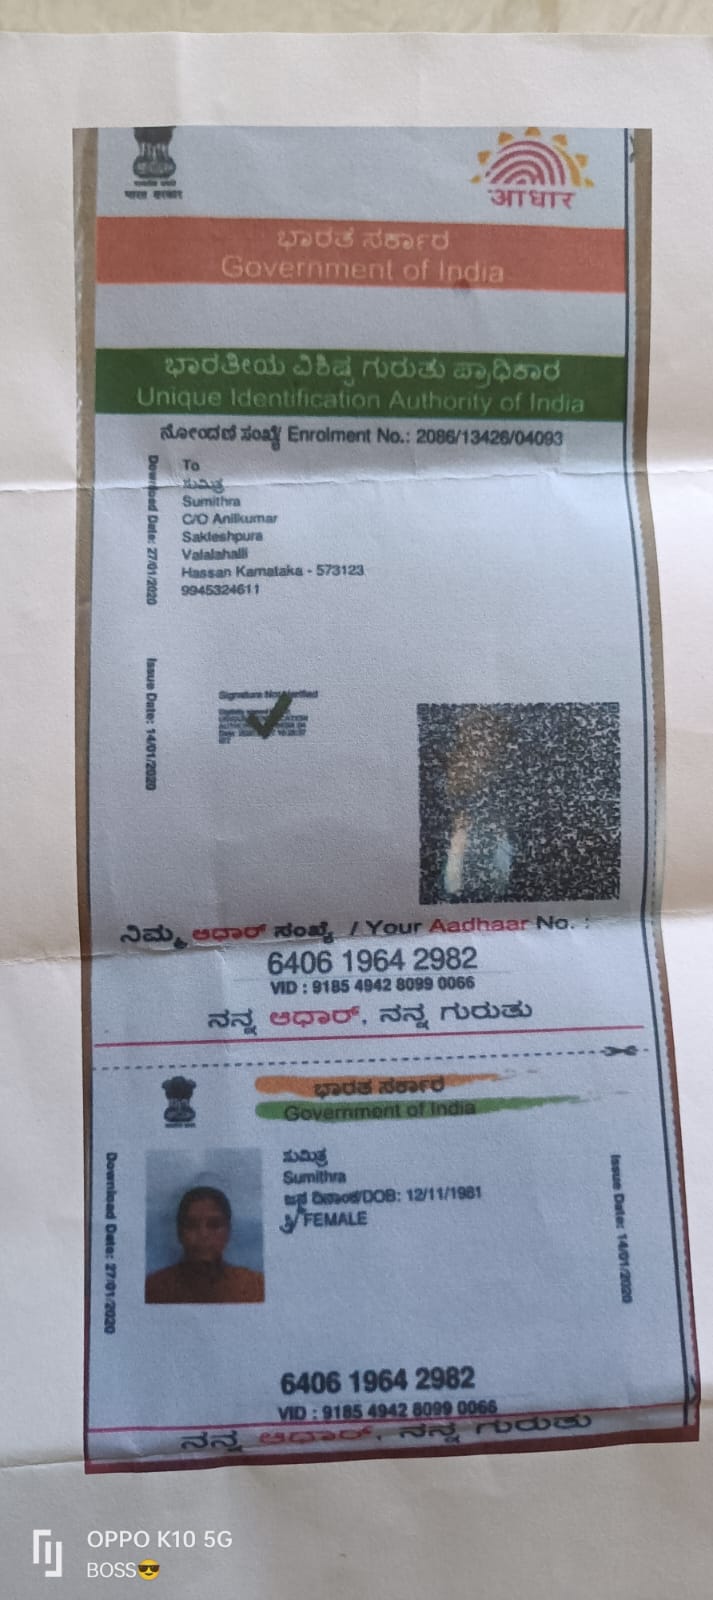 भारत सरकार
आधार
ಭಾರತ ಸರ್ಕಾರ
Government of India
ಭಾರತೀಯ ವಿಶಿಷ್ಟ ಗುರುತು ಪ್ರಾಧಿಕಾರ
Unique Identification Authority of India
ನೋಂದಣಿ ಸಂಖ್ಯೆ/ Enrolment No.: 2086/13426/04093
Download Date: 27/01/2020
To
ಸುಮಿತ್ರ
Sumithra
C/O Anilkumar
Sakleshpura
Valalahalli
Hassan Karnataka - 573123
9945324611
Issue Date: 14/01/2020
Signature Not Verified
ನಿಮ್ಮ ಆಧಾರ್ ಸಂಖ್ಯೆ / Your Aadhaar No. :
6406 1964 2982
VID : 9185 4942 8099 0066
ನನ್ನ ಆಧಾರ್, ನನ್ನ ಗುರುತು
ಭಾರತ ಸರ್ಕಾರ
Government of India
Download Date: 27/01/2020
ಸುಮಿತ್ರ
Sumithra
ಜನ್ಮ ದಿನಾಂಕ/DOB: 12/11/1981
/ FEMALE
Issue Date: 14/01/2020
6406 1964 2982
VID : 9185 4942 8099 0066
ನನ್ನ ಆಧಾರ್, ನನ್ನ ಗುರುತು
OPPO K10 5G
BOSS😎